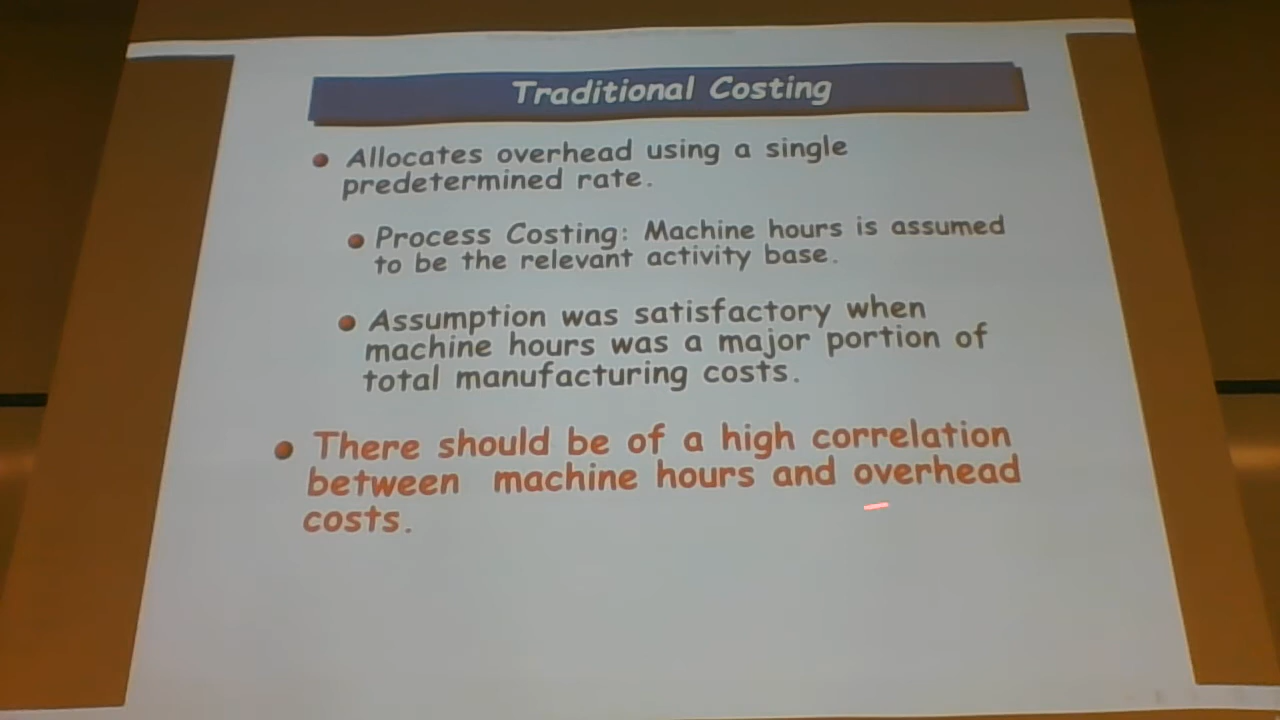 Traditional Costing
Allocates overhead using a single
predetermined rate.
Process Costing: Machine hours is assumed
to be the relevant activity base.
Assumption was satisfactory when
machine hours was a major portion of
total manufacturing costs.
There should be of a high correlation
between machine hours and overhead
costs.